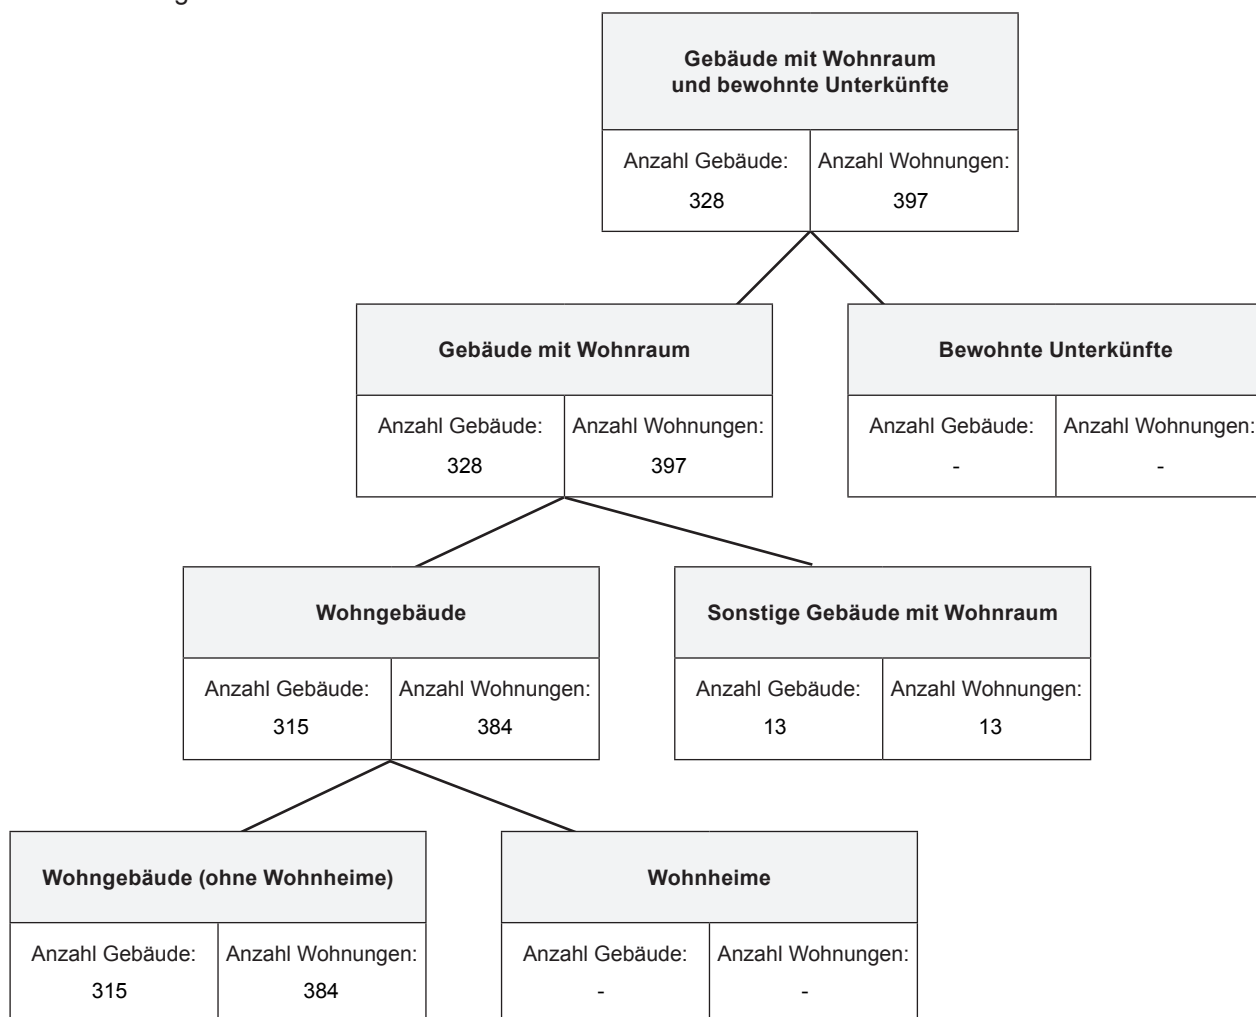 Gebäude mit Wohnraum
und bewohnte Unterkünfte
Anzahl Gebäude: Anzahl Wohnungen:
328 397
Gebäude mit Wohnraum
Anzahl Gebäude: Anzahl Wohnungen:
328 397
Bewohnte Unterkünfte
Anzahl Gebäude: Anzahl Wohnungen:
- -
Wohngebäude
Anzahl Gebäude: Anzahl Wohnungen:
315 384
Sonstige Gebäude mit Wohnraum
Anzahl Gebäude: Anzahl Wohnungen:
13 13
Wohngebäude (ohne Wohnheime)
Anzahl Gebäude: Anzahl Wohnungen:
315 384
Wohnheime
Anzahl Gebäude: Anzahl Wohnungen:
- -